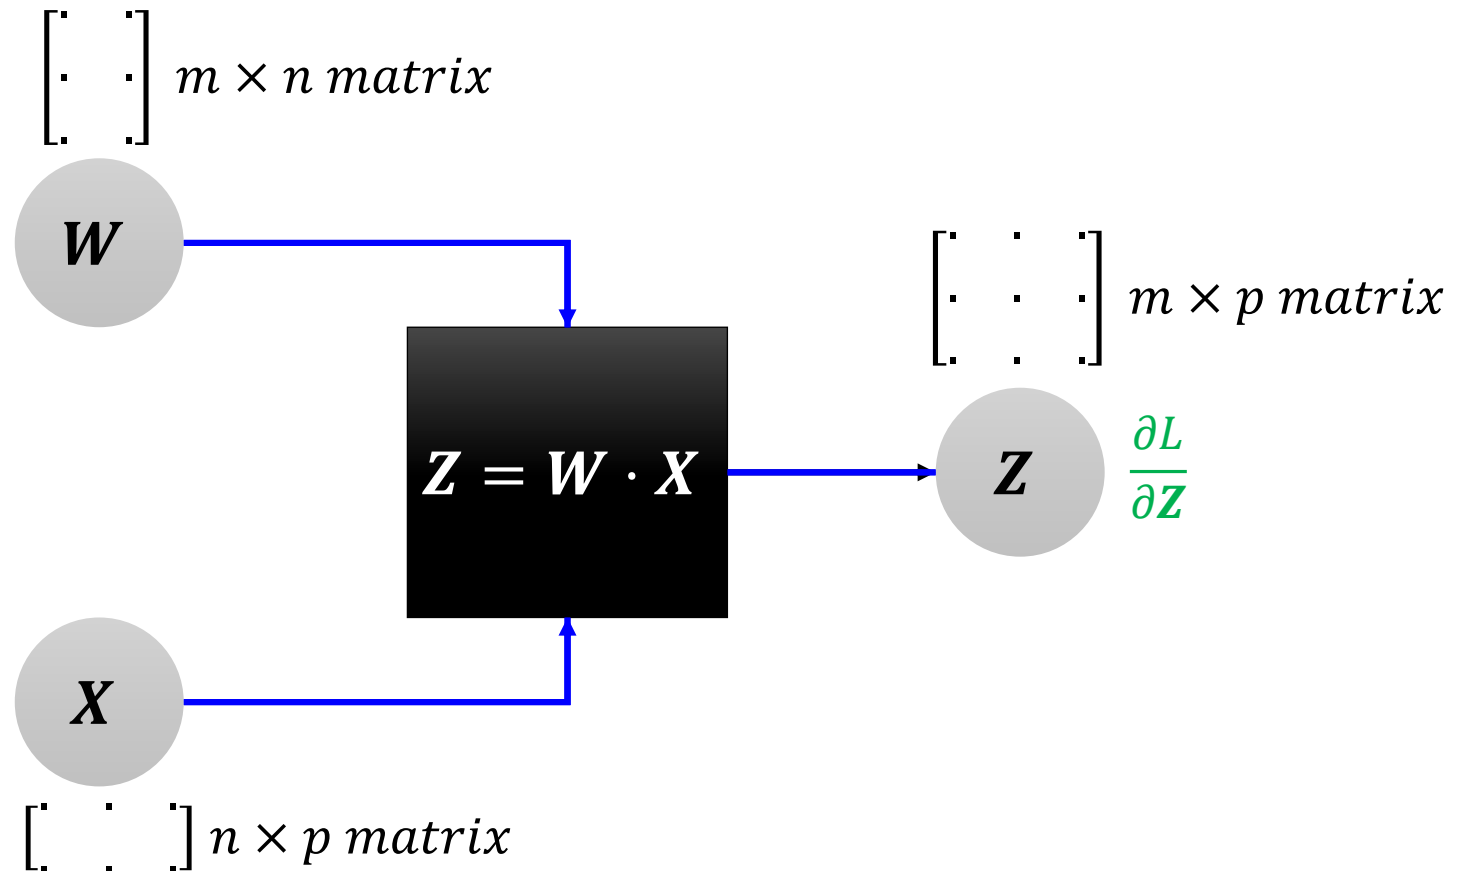 m × n matrix
W
m × p matrix
Z = W · X
Z
∂L
∂Z
X
n × p matrix